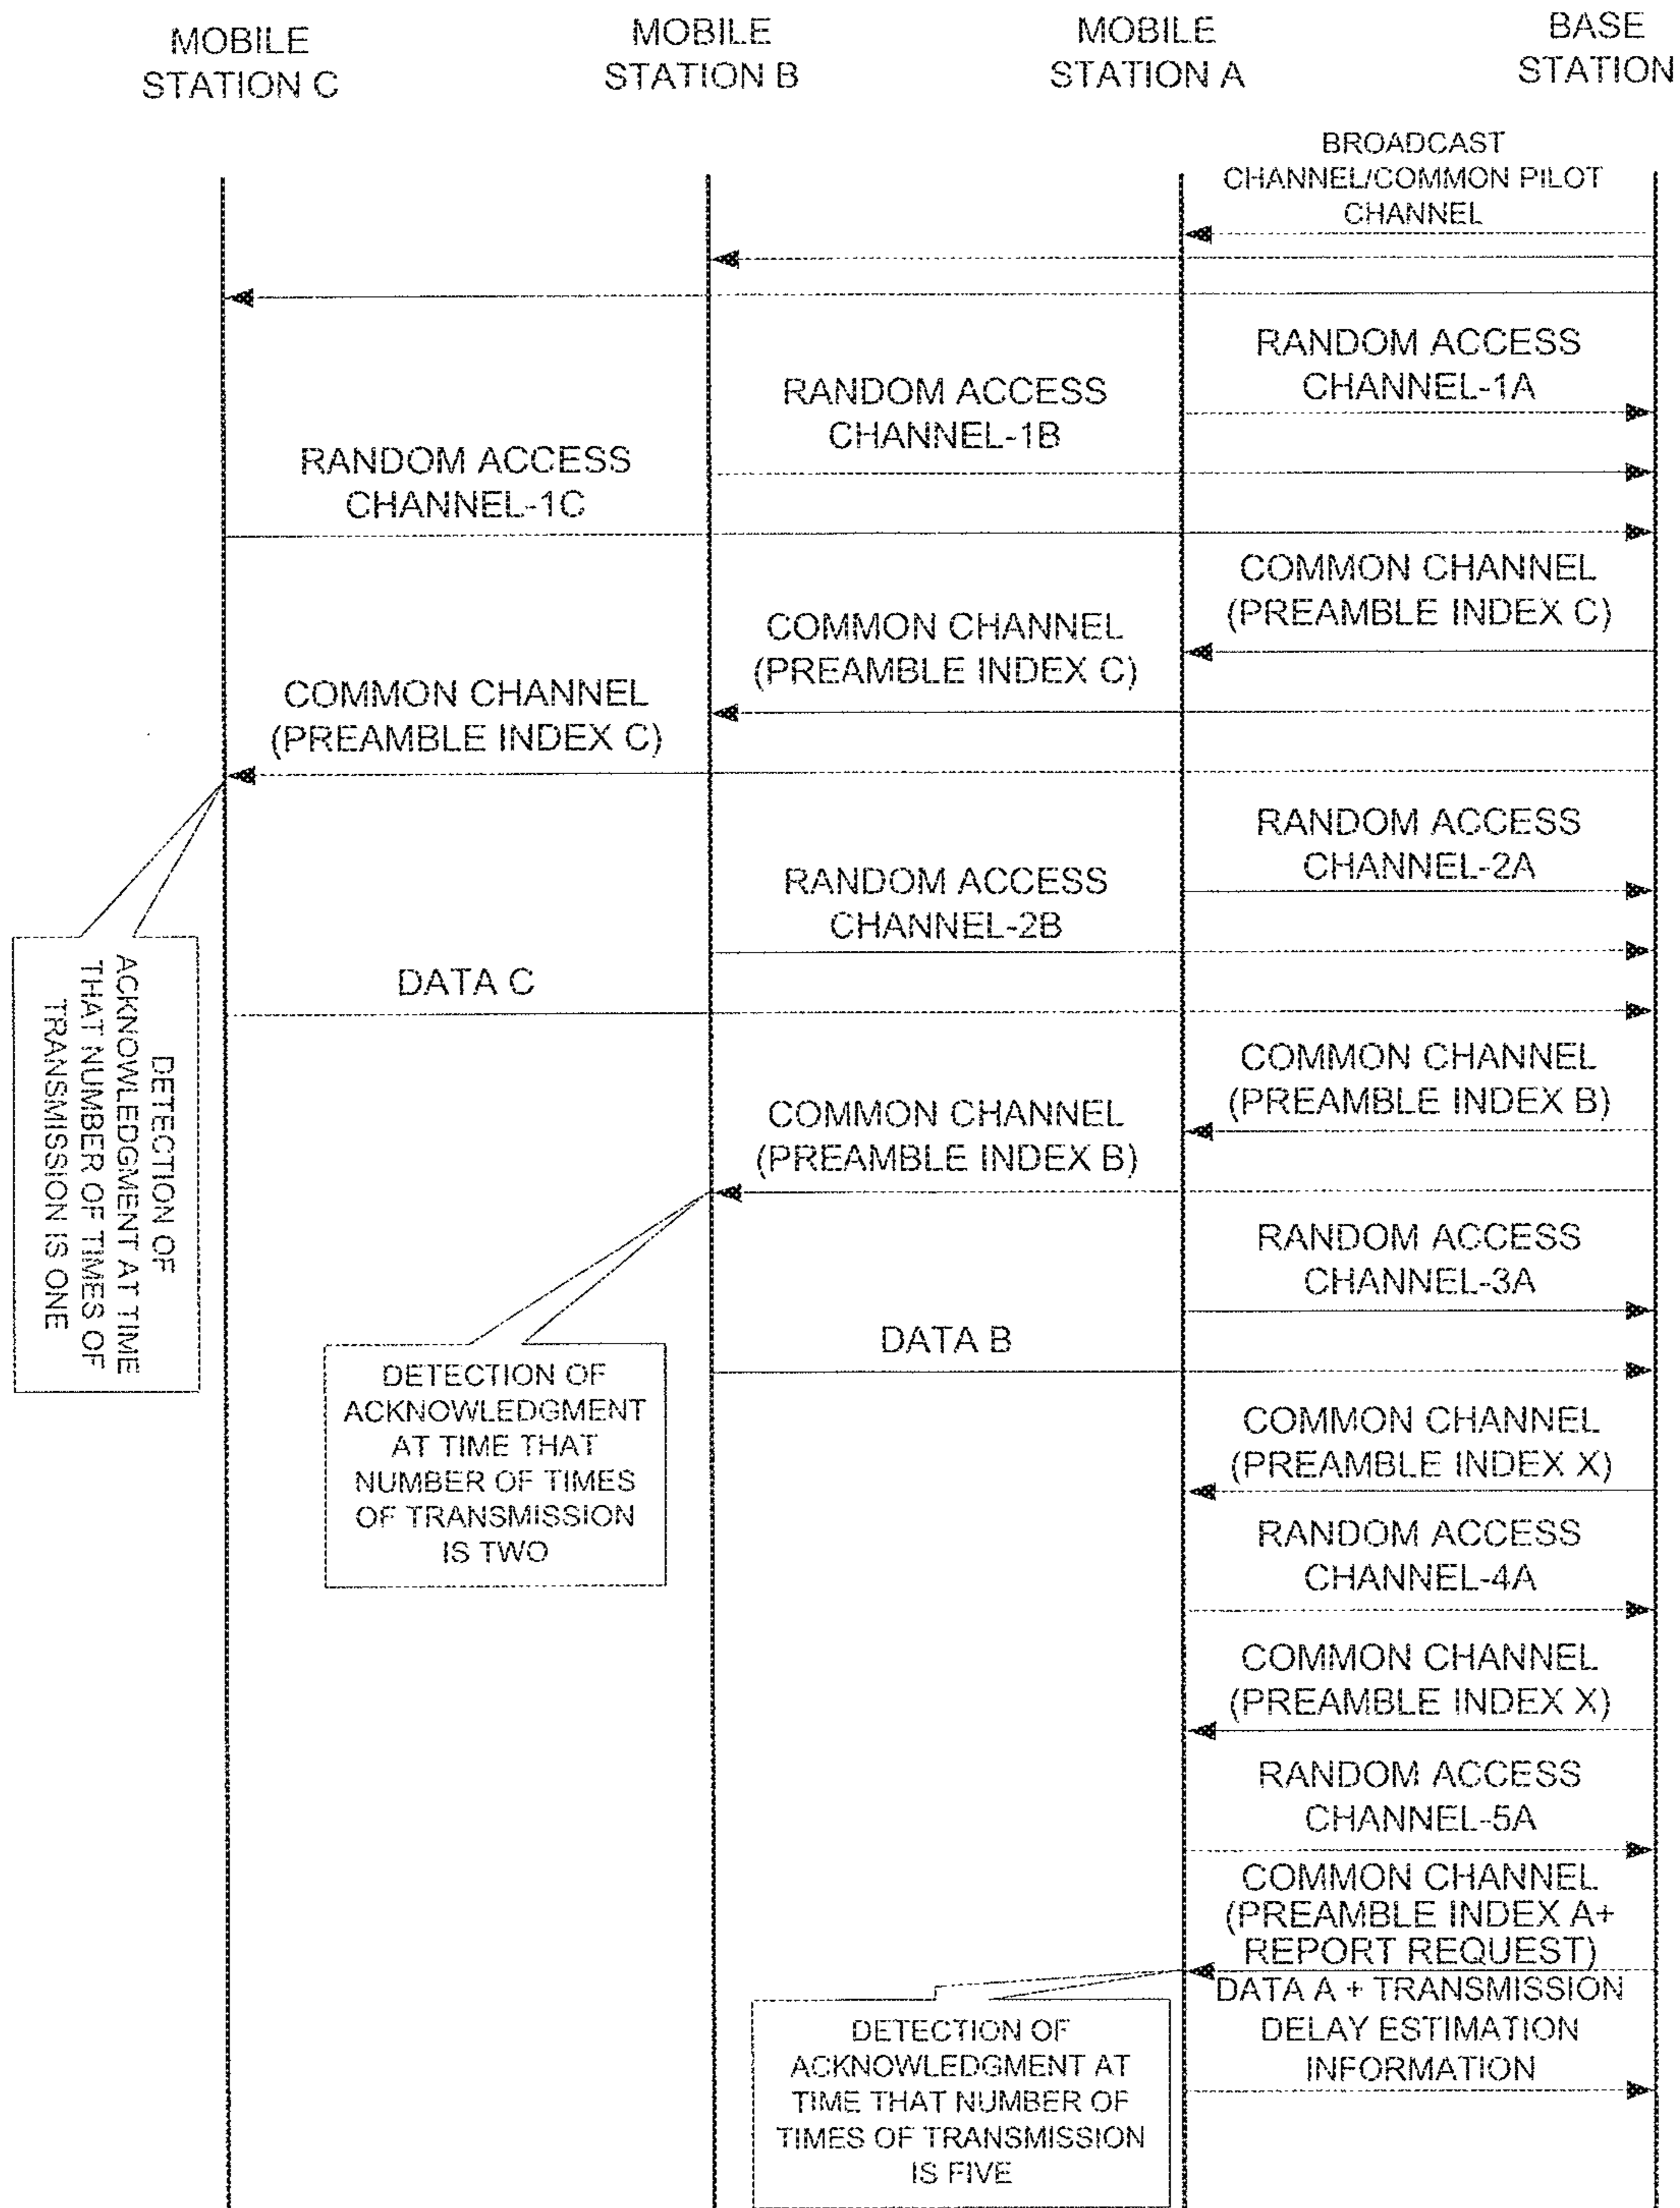 MOBILE
STATION C
MOBILE
STATION B
MOBILE
STATION A
BASE
STATION
BROADCAST
CHANNEL/COMMON PILOT
CHANNEL
RANDOM ACCESS
CHANNEL-1A
RANDOM ACCESS
CHANNEL-1B
RANDOM ACCESS
CHANNEL-1C
COMMON CHANNEL
(PREAMBLE INDEX C)
COMMON CHANNEL
(PREAMBLE INDEX C)
COMMON CHANNEL
(PREAMBLE INDEX C)
RANDOM ACCESS
CHANNEL-2A
RANDOM ACCESS
CHANNEL-2B
DATA C
DETECTION OF
ACKNOWLEDGMENT AT TIME
THAT NUMBER OF TIMES OF
TRANSMISSION IS ONE
COMMON CHANNEL
(PREAMBLE INDEX B)
COMMON CHANNEL
(PREAMBLE INDEX B)
RANDOM ACCESS
CHANNEL-3A
DATA B
DETECTION OF
ACKNOWLEDGMENT
AT TIME THAT
NUMBER OF TIMES
OF TRANSMISSION
IS TWO
COMMON CHANNEL
(PREAMBLE INDEX X)
RANDOM ACCESS
CHANNEL-4A
COMMON CHANNEL
(PREAMBLE INDEX X)
RANDOM ACCESS
CHANNEL-5A
COMMON CHANNEL
(PREAMBLE INDEX A+
REPORT REQUEST)
DATA A + TRANSMISSION
DELAY ESTIMATION
INFORMATION
DETECTION OF
ACKNOWLEDGMENT AT
TIME THAT NUMBER OF
TIMES OF TRANSMISSION
IS FIVE